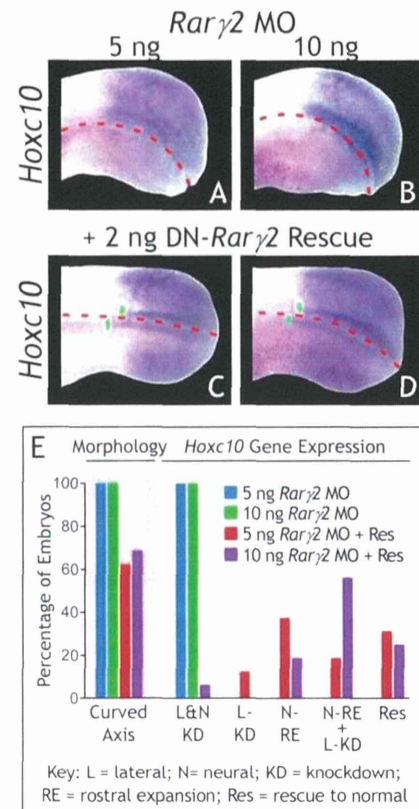 Rarγ2 MO
5 ng 10 ng
Hoxc10
A
B
+ 2 ng DN-Rarγ2 Rescue
Hoxc10
C
D
E Morphology Hoxc10 Gene Expression
Percentage of Embryos
100
80
60
40
20
0
5 ng Rarγ2 MO
10 ng Rarγ2 MO
5 ng Rarγ2 MO + Res
10 ng Rarγ2 MO + Res
Curved Axis
L&N KD
L-KD
N-RE
N-RE + L-KD
Res
Key: L = lateral; N= neural; KD = knockdown;
RE = rostral expansion; Res = rescue to normal